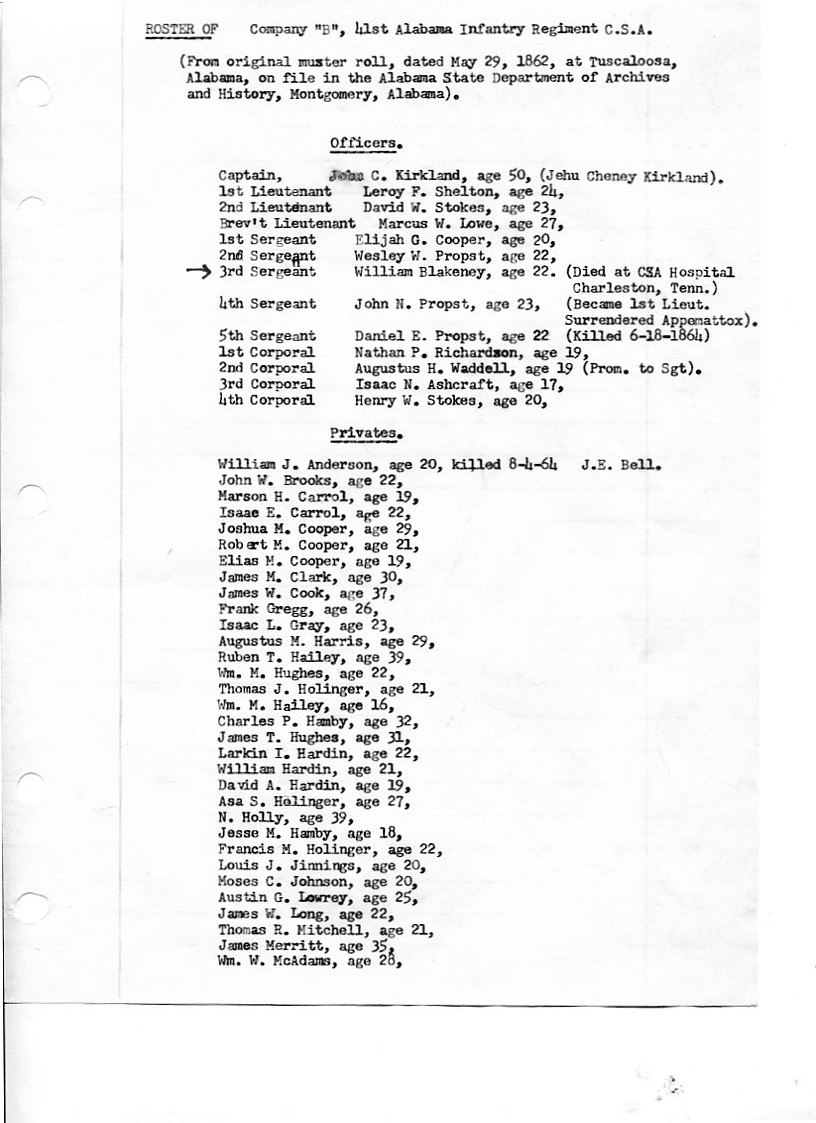 ROSTER OF Company "B", 41st Alabama Infantry Regiment C.S.A.
(From original muster roll, dated May 29, 1862, at Tuscaloosa,
Alabama, on file in the Alabama State Department of Archives
and History, Montgomery, Alabama).
Officers.
Captain, John C. Kirkland, age 50, (Jehu Cheney Kirkland).
1st Lieutenant Leroy F. Shelton, age 24,
2nd Lieutenant David W. Stokes, age 23,
Brev't Lieutenant Marcus W. Lowe, age 27,
1st Sergeant Elijah G. Cooper, age 20,
2nd Sergeant Wesley W. Propst, age 22,
→ 3rd Sergeant William Blakeney, age 22. (Died at CSA Hospital
Charleston, Tenn.)
4th Sergeant John N. Propst, age 23, (Became 1st Lieut.
Surrendered Appemattox).
5th Sergeant Daniel E. Propst, age 22 (Killed 6-18-1864)
1st Corporal Nathan P. Richardson, age 19,
2nd Corporal Augustus H. Waddell, age 19 (Prom. to Sgt).
3rd Corporal Isaac N. Ashcraft, age 17,
4th Corporal Henry W. Stokes, age 20,
Privates.
William J. Anderson, age 20, killed 8-4-64 J.E. Bell.
John W. Brooks, age 22,
Marson H. Carrol, age 19,
Isaae E. Carrol, age 22,
Joshua M. Cooper, age 29,
Robert M. Cooper, age 21,
Elias M. Cooper, age 19,
James M. Clark, age 30,
James W. Cook, age 37,
Frank Gregg, age 26,
Isaac L. Gray, age 23,
Augustus M. Harris, age 29,
Ruben T. Hailey, age 39,
Wm. M. Hughes, age 22,
Thomas J. Holinger, age 21,
Wm. M. Hailey, age 16,
Charles P. Hamby, age 32,
James T. Hughes, age 31,
Larkin I. Hardin, age 22,
William Hardin, age 21,
David A. Hardin, age 19,
Asa S. Holinger, age 27,
N. Holly, age 39,
Jesse M. Hamby, age 18,
Francis M. Holinger, age 22,
Louis J. Jinnings, age 20,
Moses C. Johnson, age 20,
Austin G. Lowrey, age 25,
James W. Long, age 22,
Thomas R. Mitchell, age 21,
James Merritt, age 35,
Wm. W. McAdams, age 28,